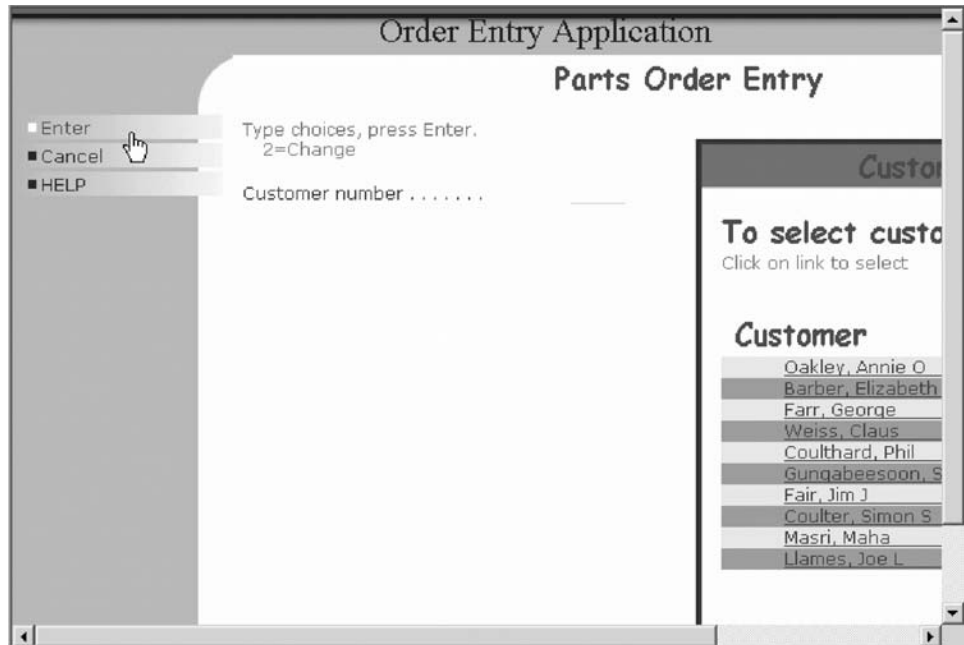 Order Entry Application
Parts Order Entry
Enter
Cancel
HELP
Type choices, press Enter.
2=Change
Customer number . . . . . . .
Custo
To select custo
Click on link to select
Customer
Oakley, Annie O
Barber, Elizabeth
Farr, George
Weiss, Claus
Coulthard, Phil
Gungabeesoon, S
Fair, Jim J
Coulter, Simon S
Masri, Maha
Llames, Joe L